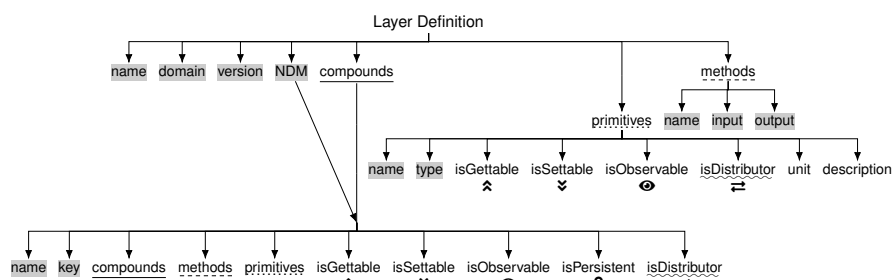 Layer Definition
name domain version NDM compounds methods
primitives name input output
name type isGettable isSettable isObservable isDistributor unit description
name key compounds methods primitives isGettable isSettable isObservable isPersistent isDistributor